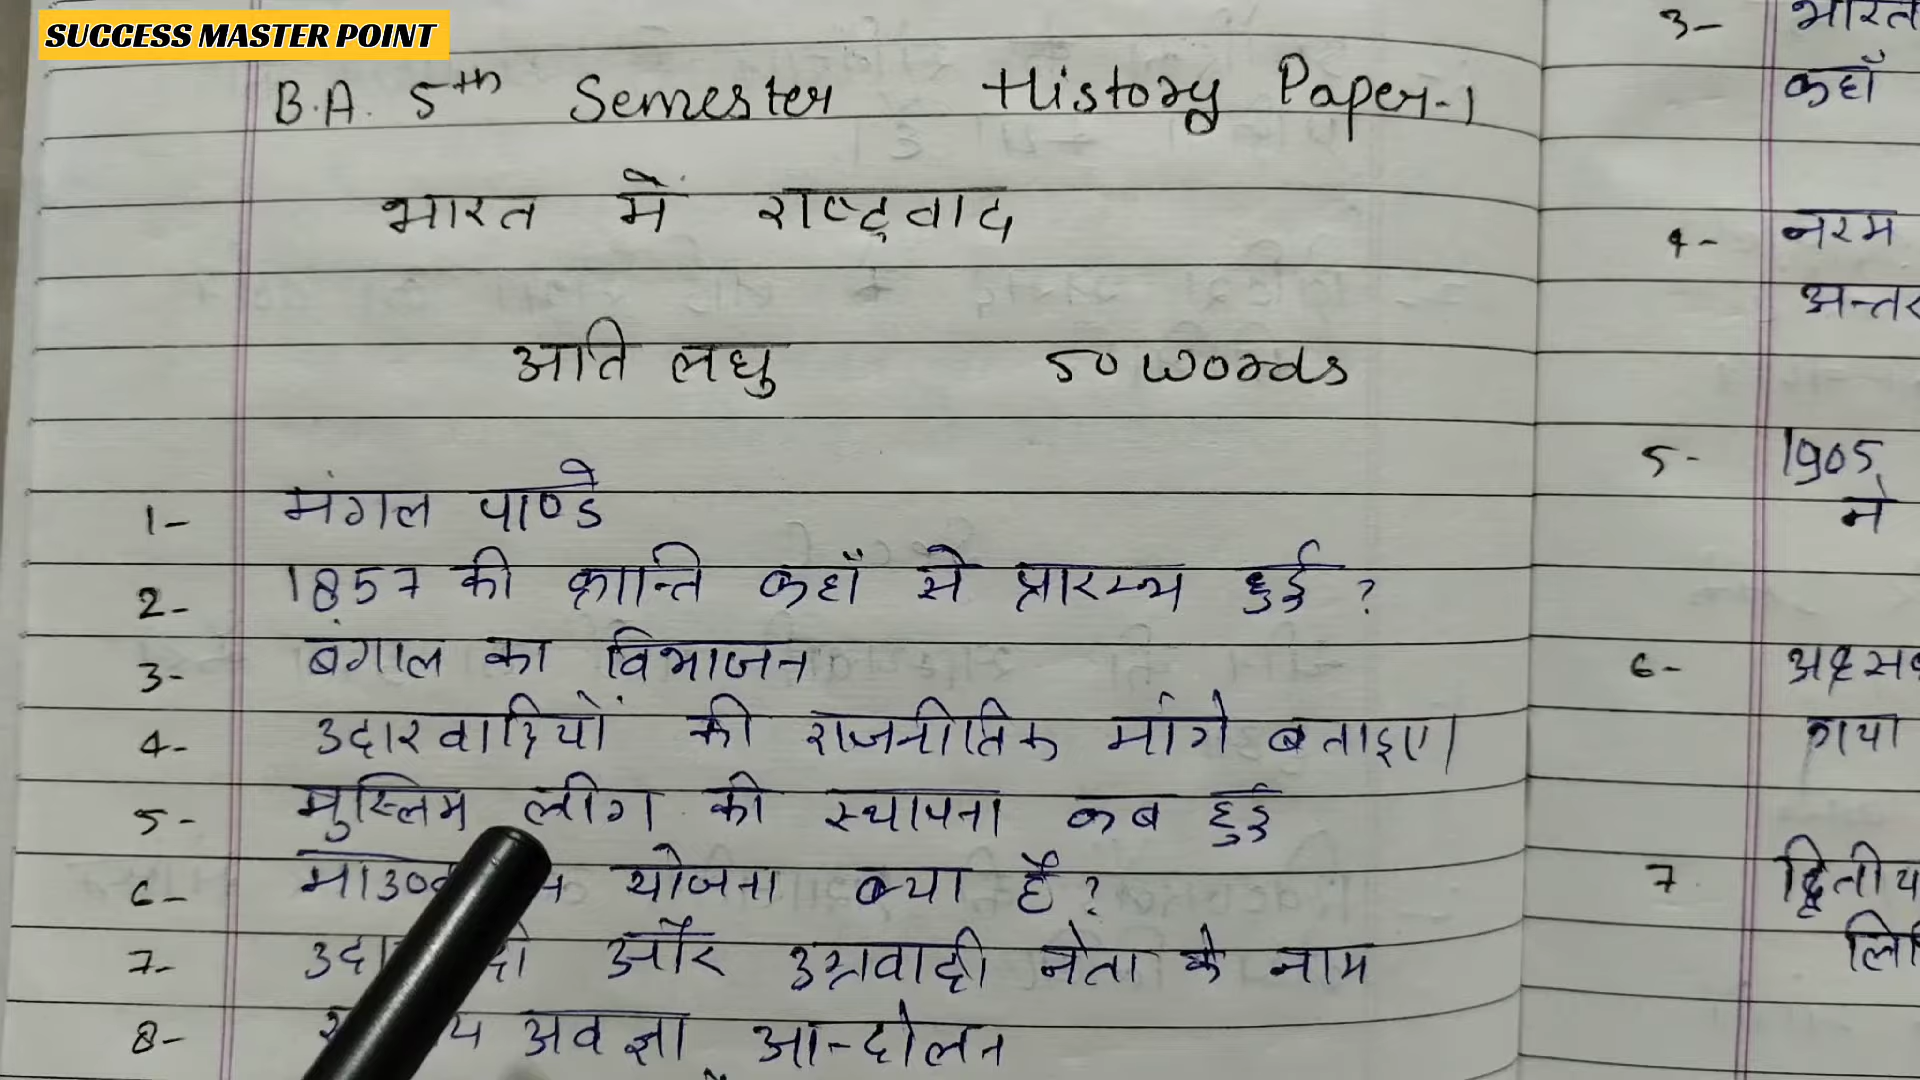 SUCCESS MASTER POINT
B.A. 5th Semester History Paper-1
भारत में राष्ट्रवाद
अति लघु 50 words
1- मंगल पाण्डे
2- 1857 की क्रान्ति कहाँ से प्रारम्भ हुई ?
3- बंगाल का विभाजन
4- उदारवादियों की राजनीतिक मांगे बताइए।
5- मुस्लिम लीग की स्थापना कब हुई
6- योजना क्या है ?
7- और उग्रवादी नेता के नाम
8- अवज्ञा आन्दोलन
3- भारत
कहाँ
4- नरम
5- 1905
में
6-
गया
7